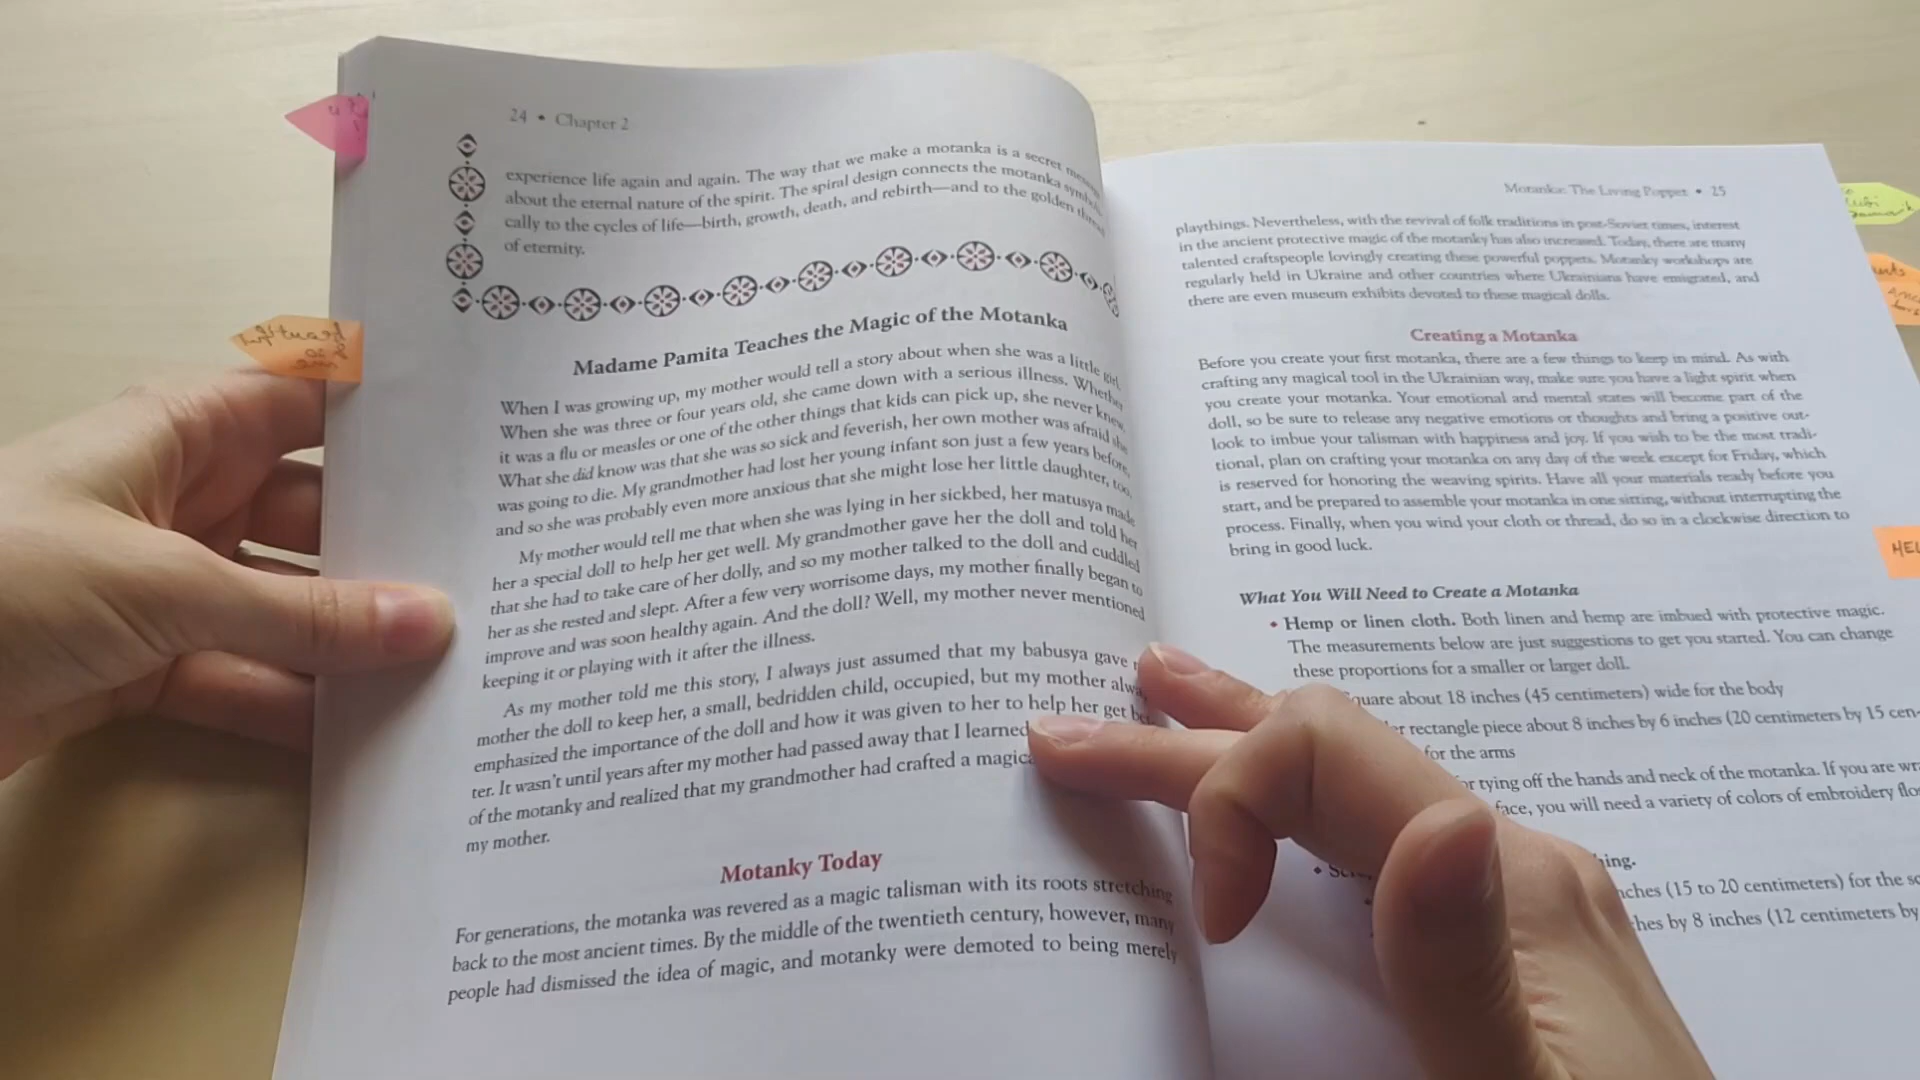 24 • Chapter 2
experience life again and again. The way that we make a motanka is a secret
about the eternal nature of the spirit. The spiral design connects the motanka
cally to the cycles of life—birth, growth, death, and rebirth—and to the golden thread
of eternity.
Madame Pamita Teaches the Magic of the Motanka
When I was growing up, my mother would tell a story about when she was a little girl.
When she was three or four years old, she came down with a serious illness. Whether
it was a flu or measles or one of the other things that kids can pick up, she never knew.
What she did know was that she was so sick and feverish, her own mother was afraid she
was going to die. My grandmother had lost her young infant son just a few years before,
and so she was probably even more anxious that she might lose her little daughter, too.
My mother would tell me that when she was lying in her sickbed, her matusya made
her a special doll to help her get well. My grandmother gave her the doll and told her
that she had to take care of her dolly, and so my mother talked to the doll and cuddled
her as she rested and slept. After a few very worrisome days, my mother finally began to
improve and was soon healthy again. And the doll? Well, my mother never mentioned
keeping it or playing with it after the illness.
As my mother told me this story, I always just assumed that my babusya gave
mother the doll to keep her, a small, bedridden child, occupied, but my mother
emphasized the importance of the doll and how it was given to her to help her get
ter. It wasn't until years after my mother had passed away that I learned
of the motanky and realized that my grandmother had crafted a
my mother.
Motanky Today
For generations, the motanka was revered as a magic talisman with its roots stretching
back to the most ancient times. By the middle of the twentieth century, however, many
people had dismissed the idea of magic, and motanky were demoted to being merely
Motanka: The Living Poppet • 25
playthings. Nevertheless, with the revival of folk traditions in post-Soviet times, interest
in the ancient protective magic of the motanky has also increased. Today, there are many
talented craftspeople lovingly creating these powerful poppets. Motanky workshops are
regularly held in Ukraine and other countries where Ukrainians have emigrated, and
there are even museum exhibits devoted to these magical dolls.
Creating a Motanka
Before you create your first motanka, there are a few things to keep in mind. As with
crafting any magical tool in the Ukrainian way, make sure you have a light spirit when
you create your motanka. Your emotional and mental states will become part of the
doll, so be sure to release any negative emotions or thoughts and bring a positive out-
look to imbue your talisman with happiness and joy. If you wish to be the most tradi-
tional, plan on crafting your motanka on any day of the week except for Friday, which
is reserved for honoring the weaving spirits. Have all your materials ready before you
start, and be prepared to assemble your motanka in one sitting, without interrupting the
process. Finally, when you wind your cloth or thread, do so in a clockwise direction to
bring in good luck.
What You Will Need to Create a Motanka
• Hemp or linen cloth. Both linen and hemp are imbued with protective magic.
The measurements below are just suggestions to get you started. You can change
these proportions for a smaller or larger doll.
square about 18 inches (45 centimeters) wide for the body
rectangle piece about 8 inches by 6 inches (20 centimeters by 15 cen-
for the arms
for tying off the hands and neck of the motanka. If you are
face, you will need a variety of colors of embroidery
inches (15 to 20 centimeters) for the
inches by 8 inches (12 centimeters by